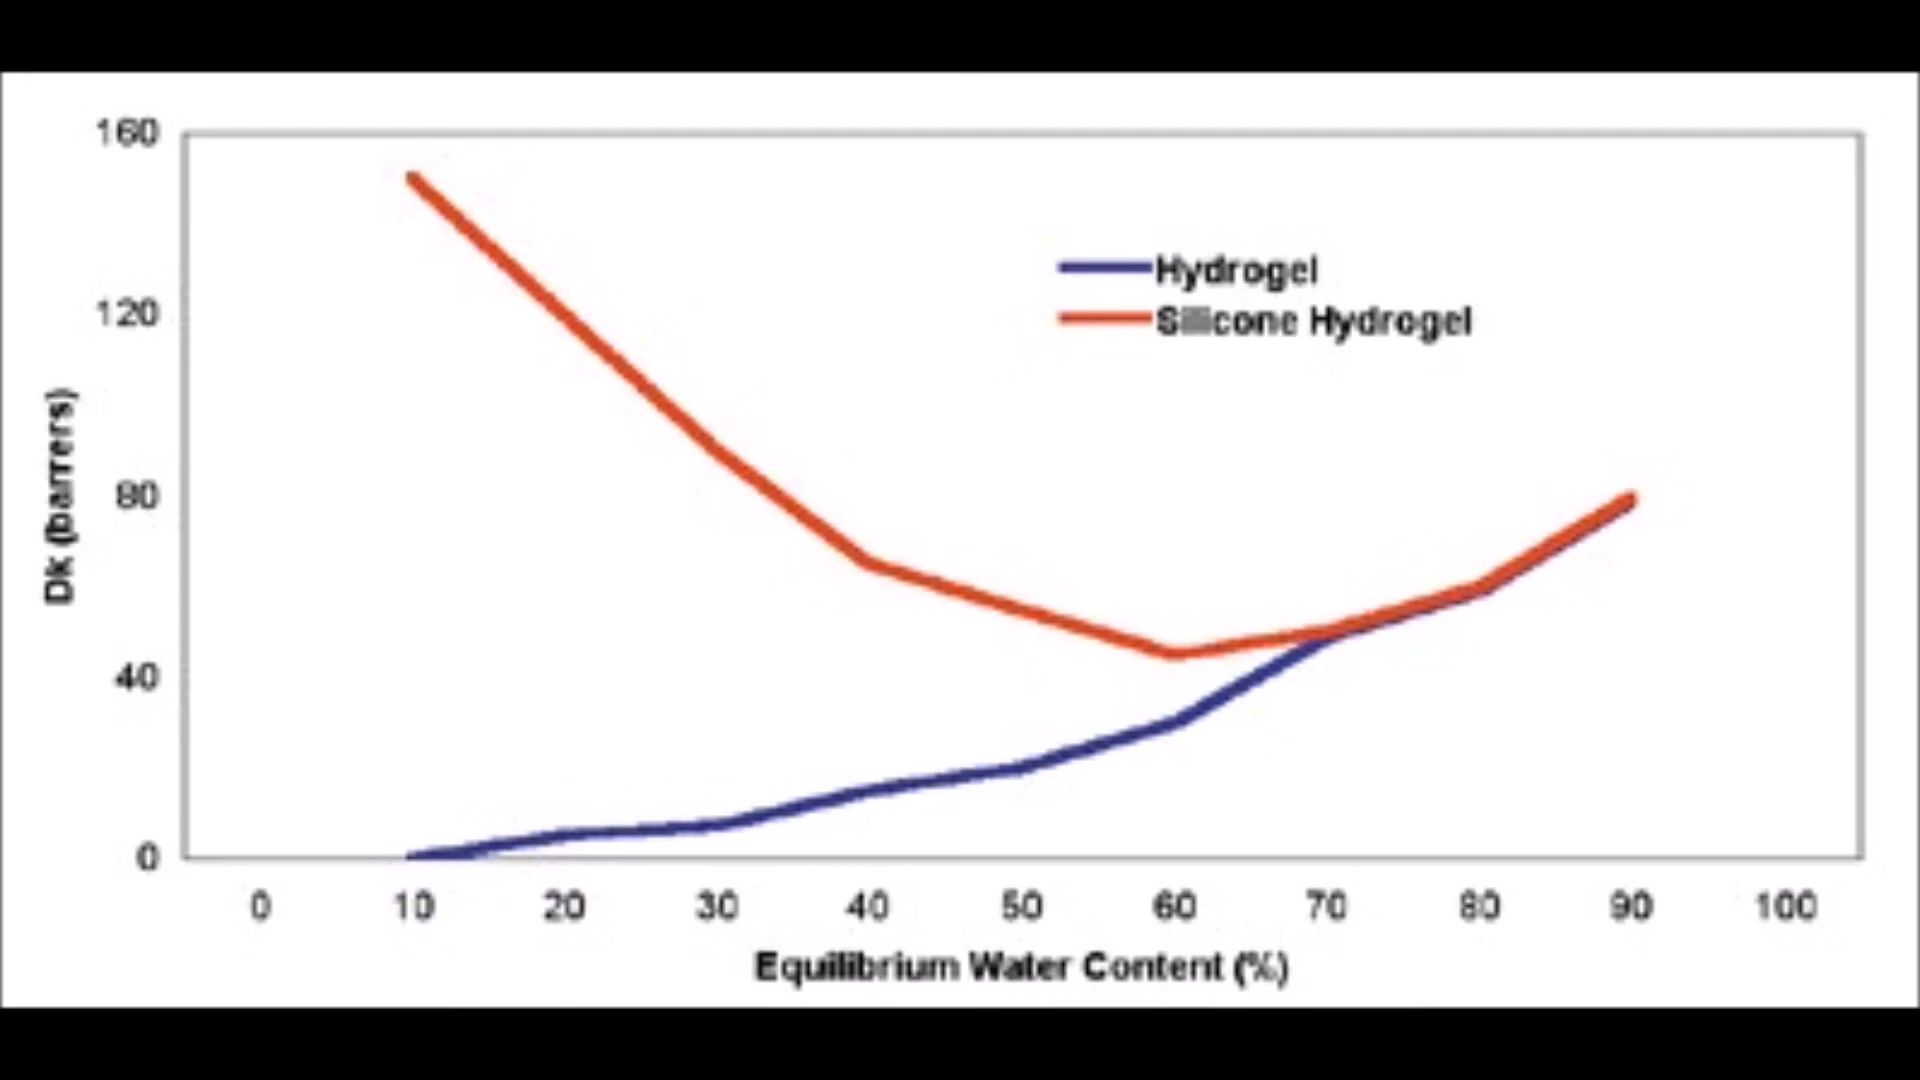 160
120
80
40
0
Dk (barrers)
Hydrogel
Silicone Hydrogel
0 10 20 30 40 50 60 70 80 90 100
Equilibrium Water Content (%)